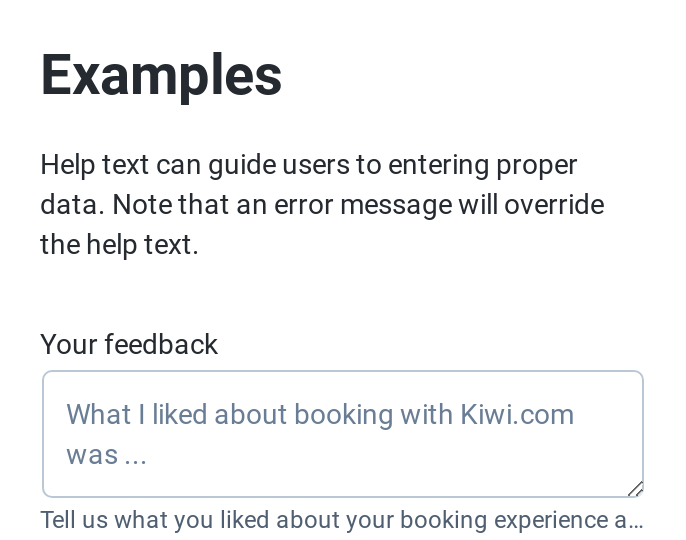 Examples
Help text can guide users to entering proper
data. Note that an error message will override
the help text.
Your feedback
What I liked about booking with Kiwi.com
was ...
Tell us what you liked about your booking experience a...